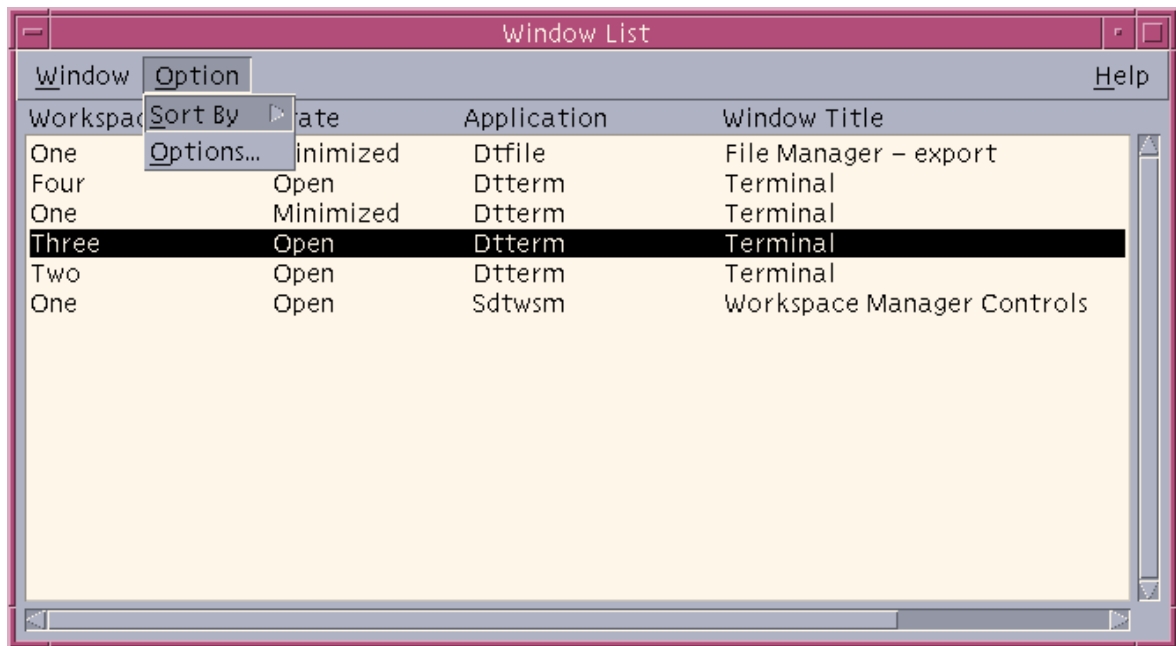 Window List
Window Option Help
Sort By
Options...
Workspac ate Application Window Title
One inimized Dtfile File Manager – export
Four Open Dtterm Terminal
One Minimized Dtterm Terminal
Three Open Dtterm Terminal
Two Open Dtterm Terminal
One Open Sdtwsm Workspace Manager Controls